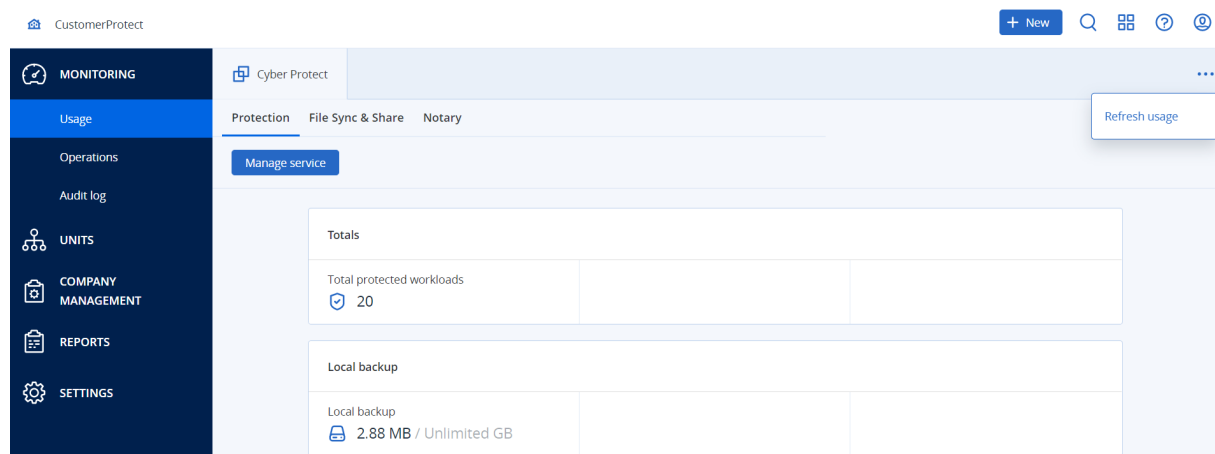 CustomerProtect
+ New
MONITORING
Usage
Operations
Audit log
UNITS
COMPANY
MANAGEMENT
REPORTS
SETTINGS
Cyber Protect
Refresh usage
Protection File Sync & Share Notary
Manage service
Totals
Total protected workloads
20
Local backup
Local backup
2.88 MB / Unlimited GB